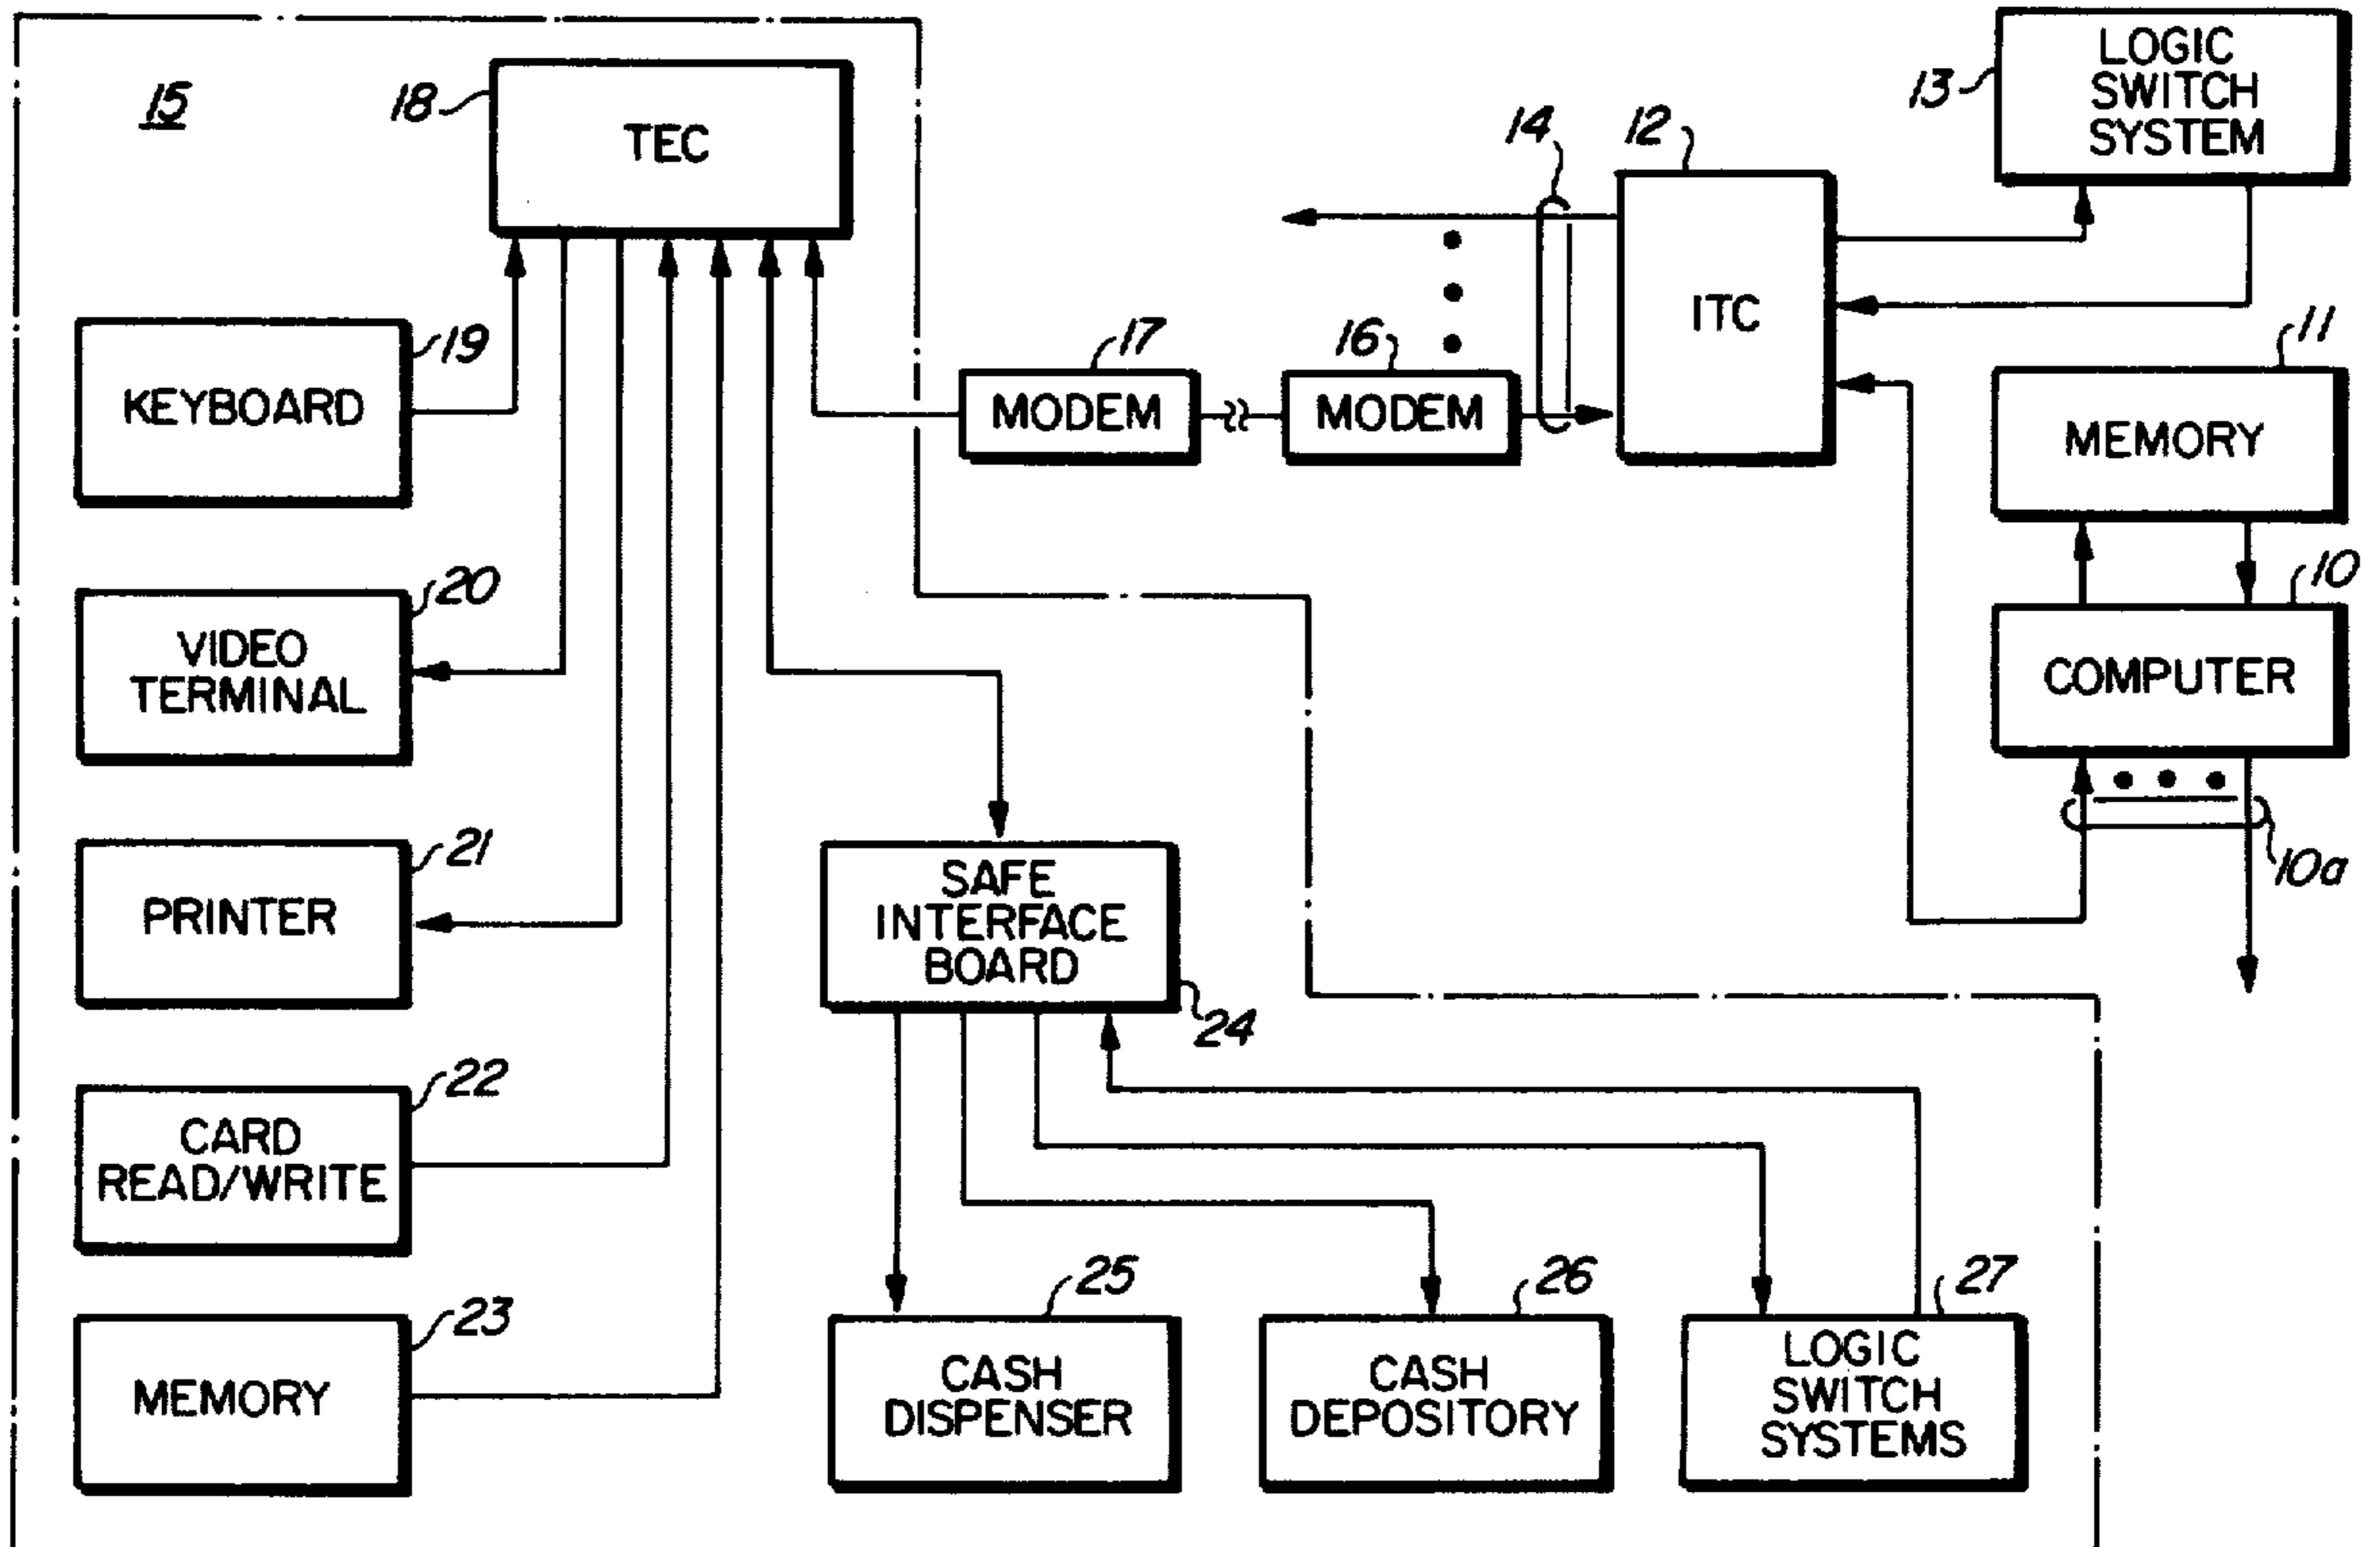 15
18
TEC
14
12
ITC
13
LOGIC
SWITCH
SYSTEM
KEYBOARD
19
17
MODEM
16
MODEM
11
MEMORY
10
COMPUTER
10a
20
VIDEO
TERMINAL
21
PRINTER
SAFE
INTERFACE
BOARD
24
22
CARD
READ/WRITE
23
MEMORY
25
CASH
DISPENSER
26
CASH
DEPOSITORY
27
LOGIC
SWITCH
SYSTEMS